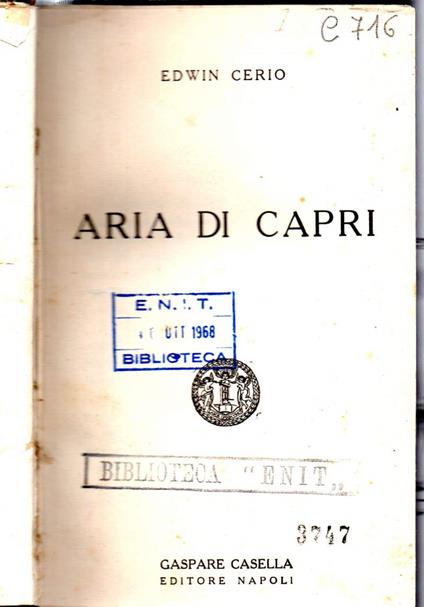 C 716
EDWIN CERIO
ARIA DI CAPRI
E. N. I. T.
OTT 1968
BIBLIOTECA
BIBLIOTECA "ENIT„
3747
GASPARE CASELLA
EDITORE NAPOLI